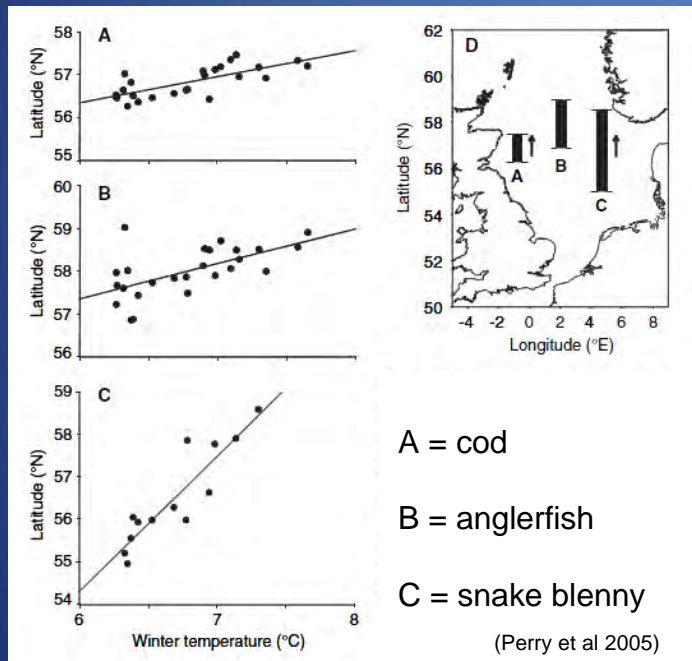 A
58
57
56
55
Latitude (°N)
B
60
59
58
57
56
Latitude (°N)
C
59
58
57
56
55
54
Latitude (°N)
6 7 8
Winter temperature (°C)
D
62
60
58
56
54
52
50
Latitude (°N)
A
B
C
-4 -2 0 2 4 6 8
Longitude (°E)
A = cod
B = anglerfish
C = snake blenny
(Perry et al 2005)